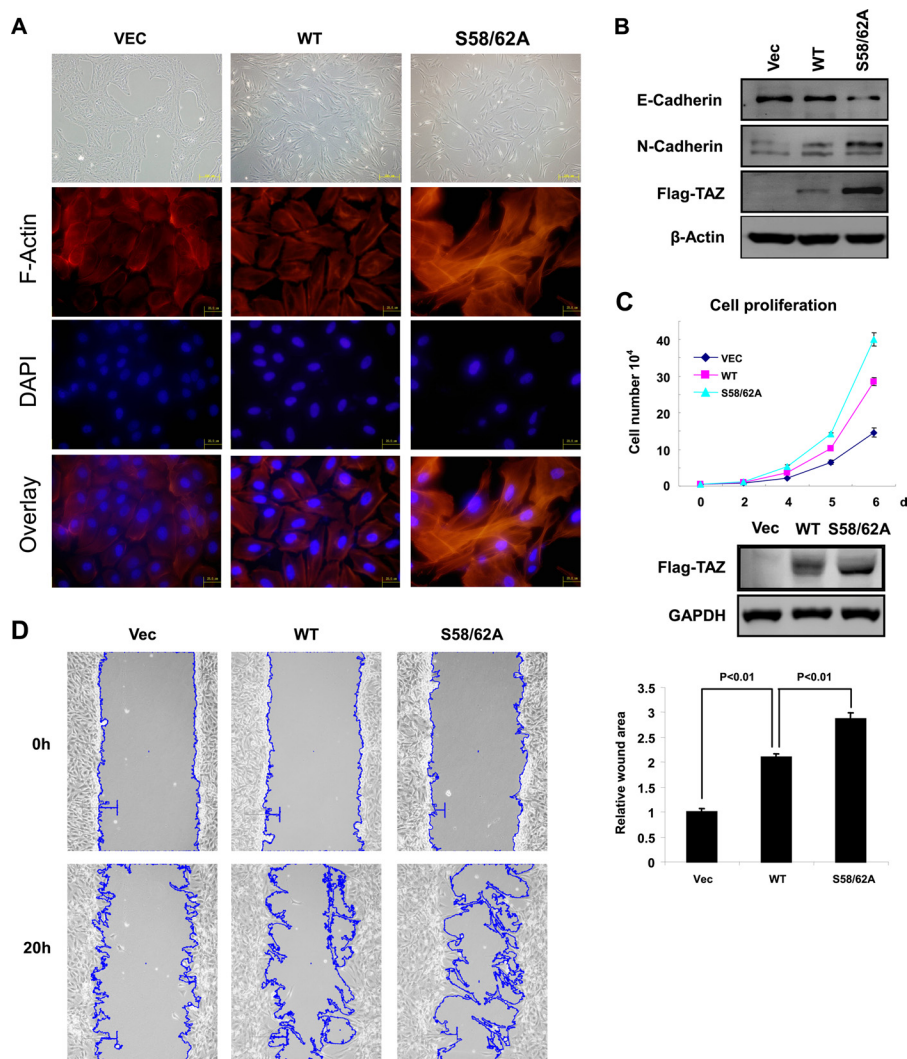 A
VEC
WT
S58/62A
F-Actin
DAPI
Overlay
B
Vec
WT
S58/62A
E-Cadherin
N-Cadherin
Flag-TAZ
β-Actin
C
Cell proliferation
Cell number 10⁴
40
30
20
10
0
VEC
WT
S58/62A
0 2 4 5 6 d
Vec WT S58/62A
Flag-TAZ
GAPDH
D
Vec
WT
S58/62A
0h
20h
P<0.01
P<0.01
Relative wound area
3.5
3
2.5
2
1.5
1
0.5
0
Vec
WT
S58/62A